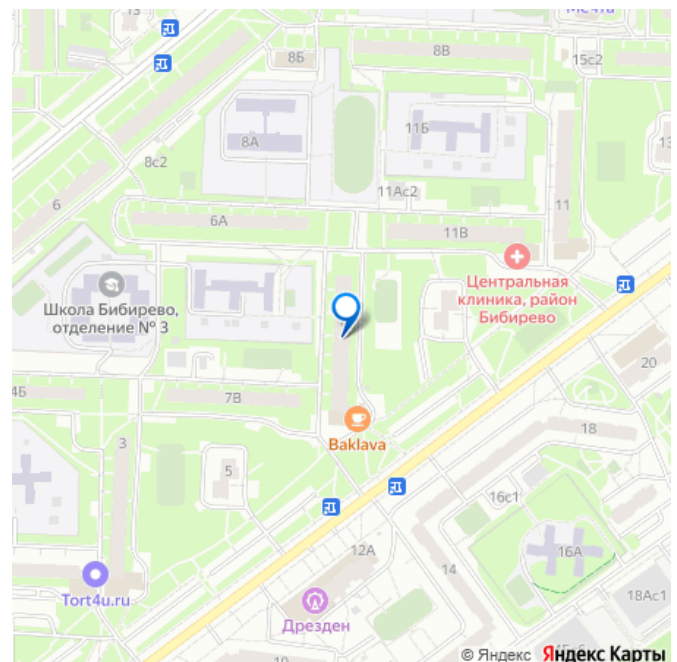 13
Мечта
8Б
8В
15с2
11Б
8А
8с2
11Ас2
13
6
6А
11В
11
Центральная
клиника, район
Бибирево
Школа Бибирево,
отделение № 3
20
4Б
7В
3
Baklava
18
5
16с1
12А
14
16А
Tort4u.ru
18Ас1
Дрезден
10
© Яндекс Яндекс Карты